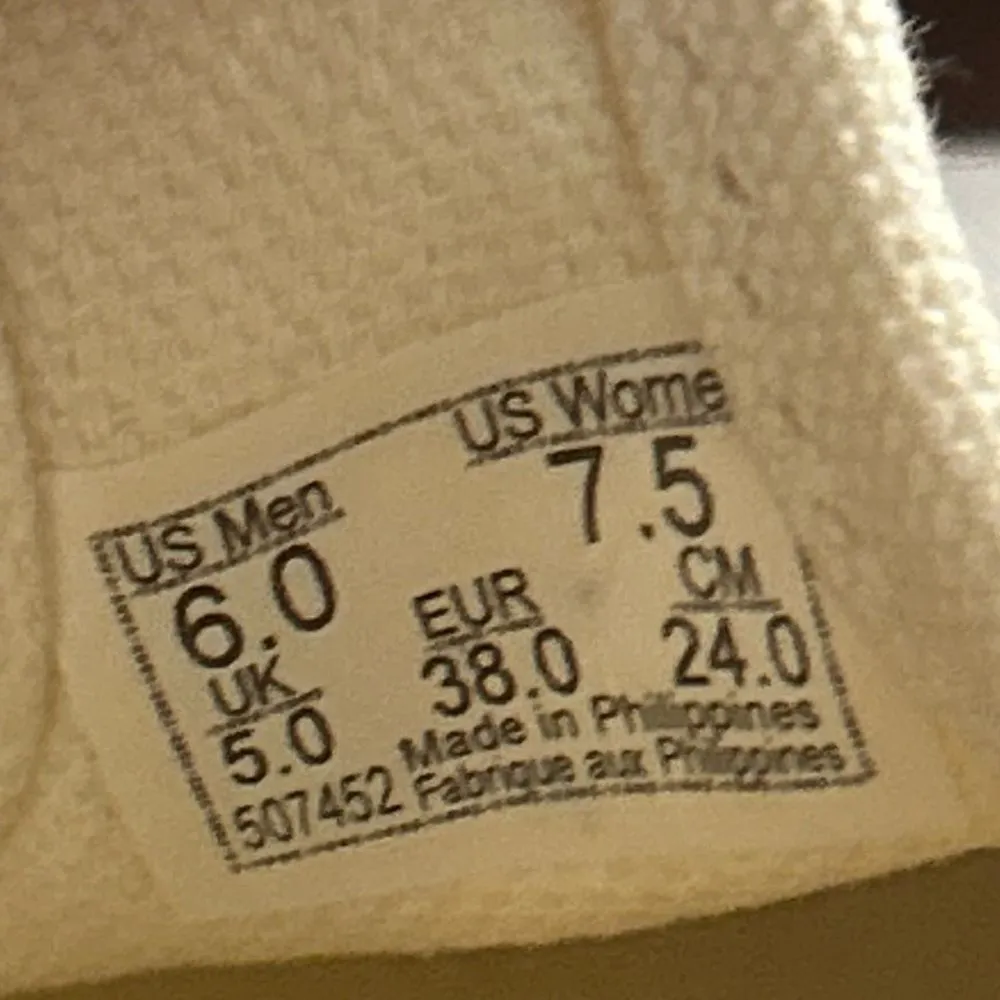 US Men US Wome
6.0 7.5
UK EUR CM
5.0 38.0 24.0
Made in Philippines
507452 Fabrique aux Philippines